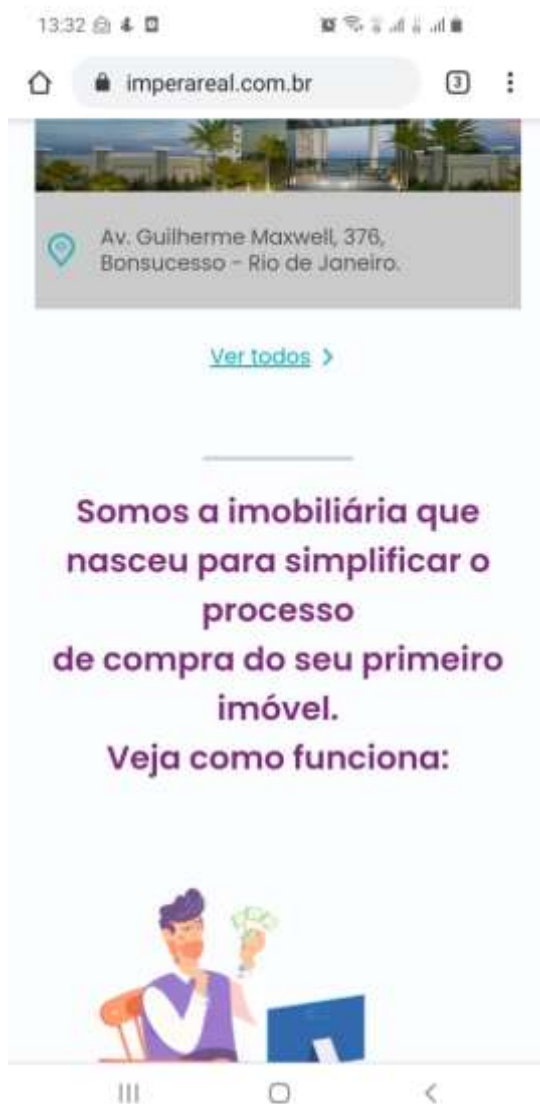 13:32
imperareal.com.br
3
Av. Guilherme Maxwell, 376,
Bonsucesso - Rio de Janeiro.
Ver todos >
Somos a imobiliária que
nasceu para simplificar o
processo
de compra do seu primeiro
imóvel.
Veja como funciona: